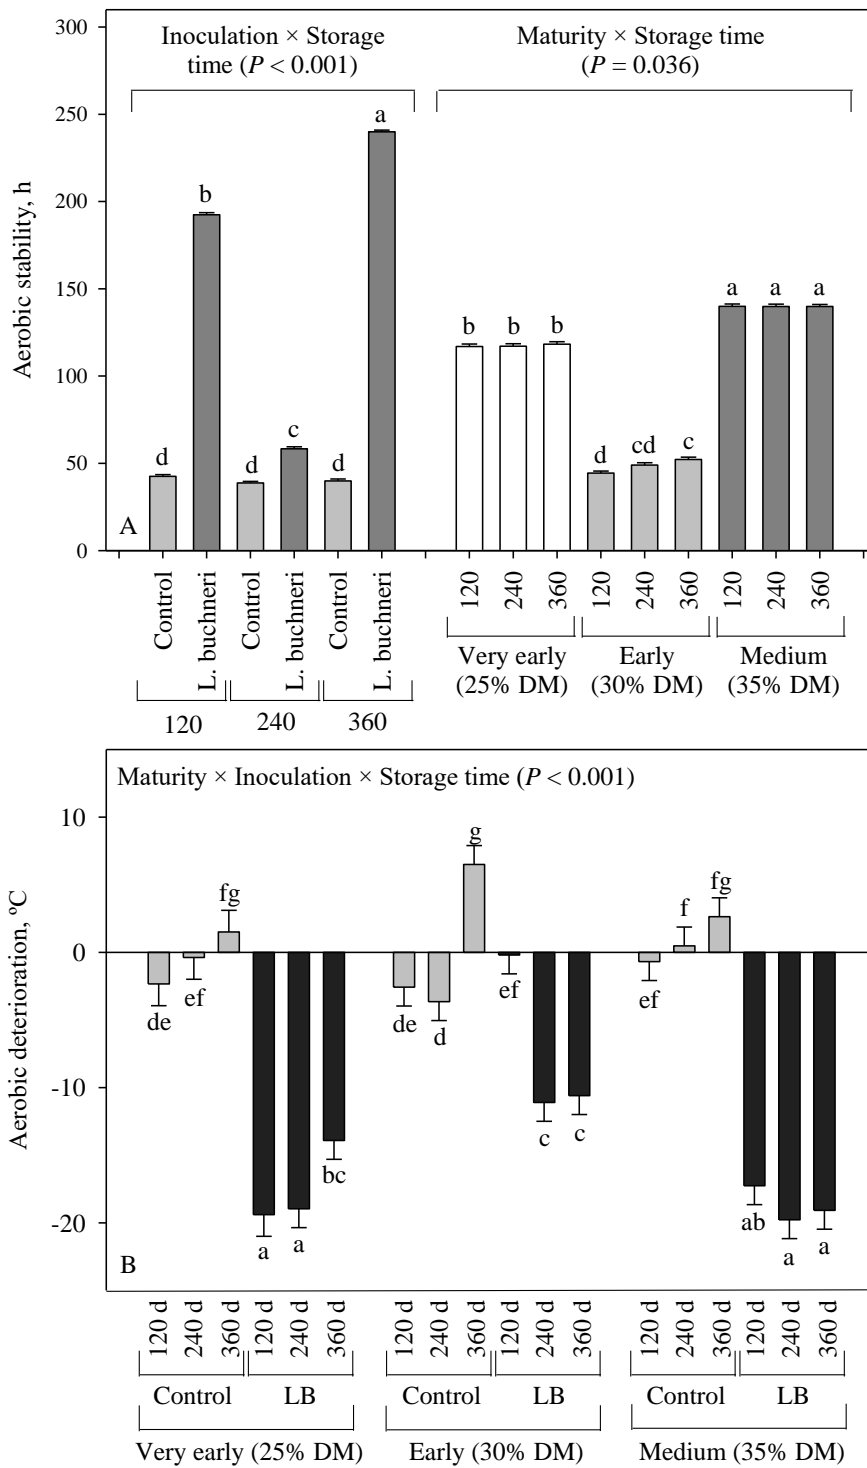 Inoculation × Storage
time (P < 0.001)
Maturity × Storage time
(P = 0.036)
Aerobic stability, h
300
250
200
150
100
50
0
d
b
d
c
d
a
b
b
b
d
cd
c
a
a
a
A
Control
L. buchneri
Control
L. buchneri
Control
L. buchneri
120
240
360
120
240
360
120
240
360
120
240
360
Very early
(25% DM)
Early
(30% DM)
Medium
(35% DM)
Maturity × Inoculation × Storage time (P < 0.001)
Aerobic deterioration, ºC
10
0
-10
-20
de
ef
fg
a
a
bc
de
d
g
ef
c
c
ef
f
fg
ab
a
a
B
120 d
240 d
360 d
120 d
240 d
360 d
120 d
240 d
360 d
120 d
240 d
360 d
120 d
240 d
360 d
120 d
240 d
360 d
Control
LB
Control
LB
Control
LB
Very early (25% DM)
Early (30% DM)
Medium (35% DM)